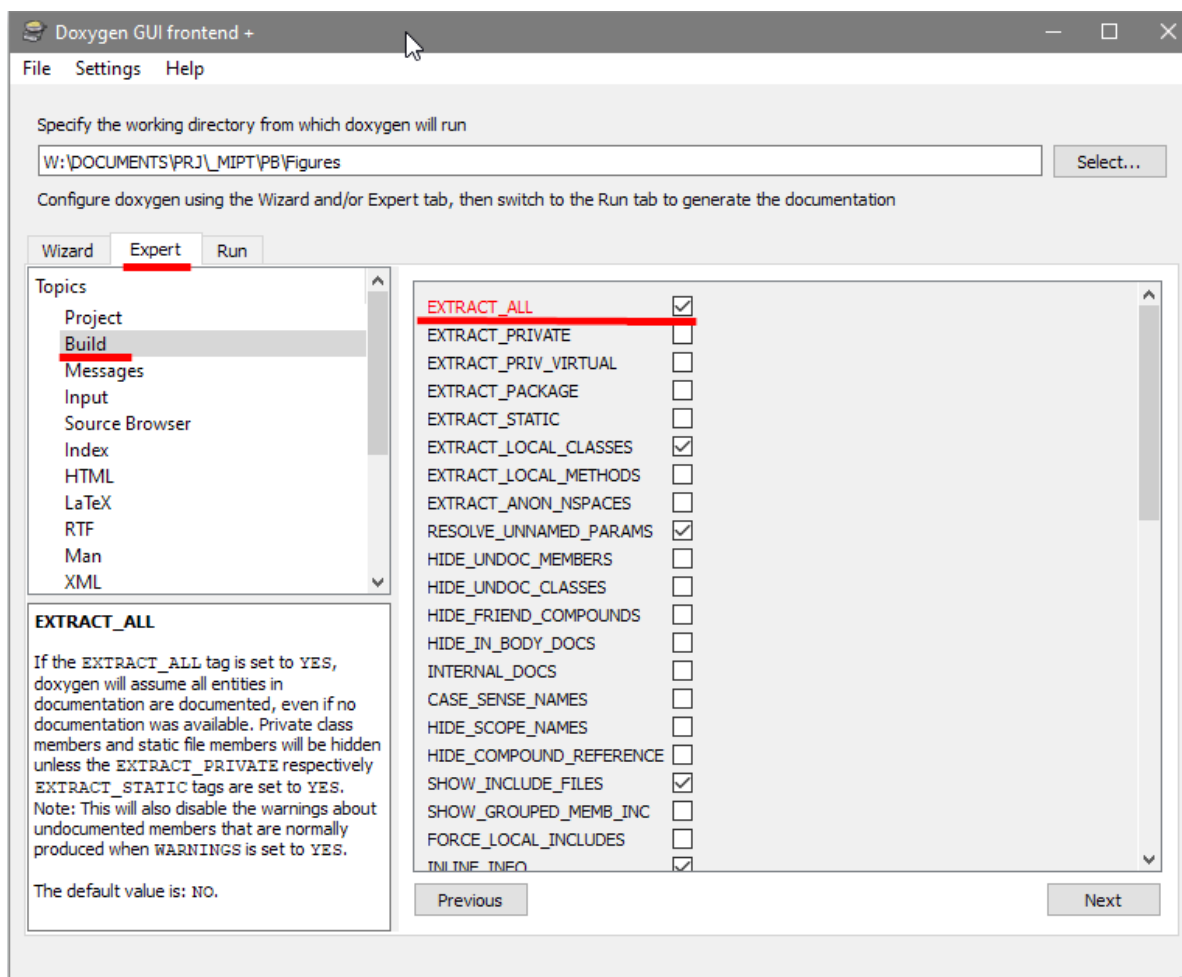 Doxygen GUI frontend +
File Settings Help
Specify the working directory from which doxygen will run
W:\DOCUMENTS\PRJ\_MIPT\PB\Figures
Select...
Configure doxygen using the Wizard and/or Expert tab, then switch to the Run tab to generate the documentation
Wizard Expert Run
Topics
Project
Build
Messages
Input
Source Browser
Index
HTML
LaTeX
RTF
Man
XML
EXTRACT_ALL
If the EXTRACT_ALL tag is set to YES,
doxygen will assume all entities in
documentation are documented, even if no
documentation was available. Private class
members and static file members will be hidden
unless the EXTRACT_PRIVATE respectively
EXTRACT_STATIC tags are set to YES.
Note: This will also disable the warnings about
undocumented members that are normally
produced when WARNINGS is set to YES.
The default value is: NO.
EXTRACT_ALL
EXTRACT_PRIVATE
EXTRACT_PRIV_VIRTUAL
EXTRACT_PACKAGE
EXTRACT_STATIC
EXTRACT_LOCAL_CLASSES
EXTRACT_LOCAL_METHODS
EXTRACT_ANON_NSPACES
RESOLVE_UNNAMED_PARAMS
HIDE_UNDOC_MEMBERS
HIDE_UNDOC_CLASSES
HIDE_FRIEND_COMPOUNDS
HIDE_IN_BODY_DOCS
INTERNAL_DOCS
CASE_SENSE_NAMES
HIDE_SCOPE_NAMES
HIDE_COMPOUND_REFERENCE
SHOW_INCLUDE_FILES
SHOW_GROUPED_MEMB_INC
FORCE_LOCAL_INCLUDES
INLINE_INFO
Previous
Next